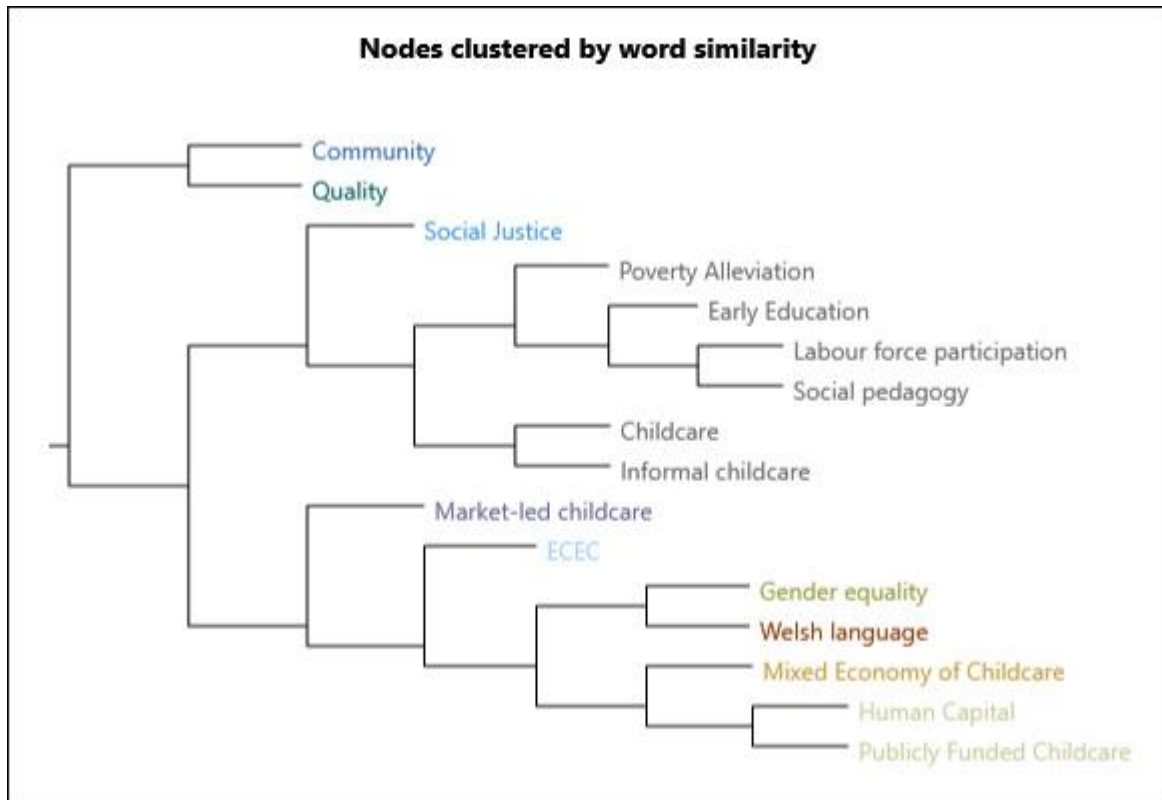 Nodes clustered by word similarity
Community
Quality
Social Justice
Poverty Alleviation
Early Education
Labour force participation
Social pedagogy
Childcare
Informal childcare
Market-led childcare
ECEC
Gender equality
Welsh language
Mixed Economy of Childcare
Human Capital
Publicly Funded Childcare